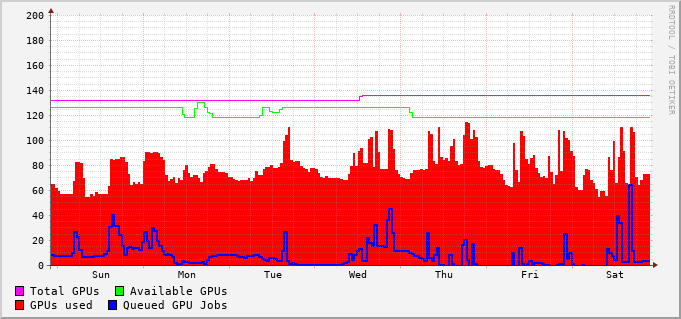 200
180
160
140
120
100
80
60
40
20
0
Sun Mon Tue Wed Thu Fri Sat
Total GPUs Available GPUs
GPUs used Queued GPU Jobs
RRDTOOL / TOBI OETIKER